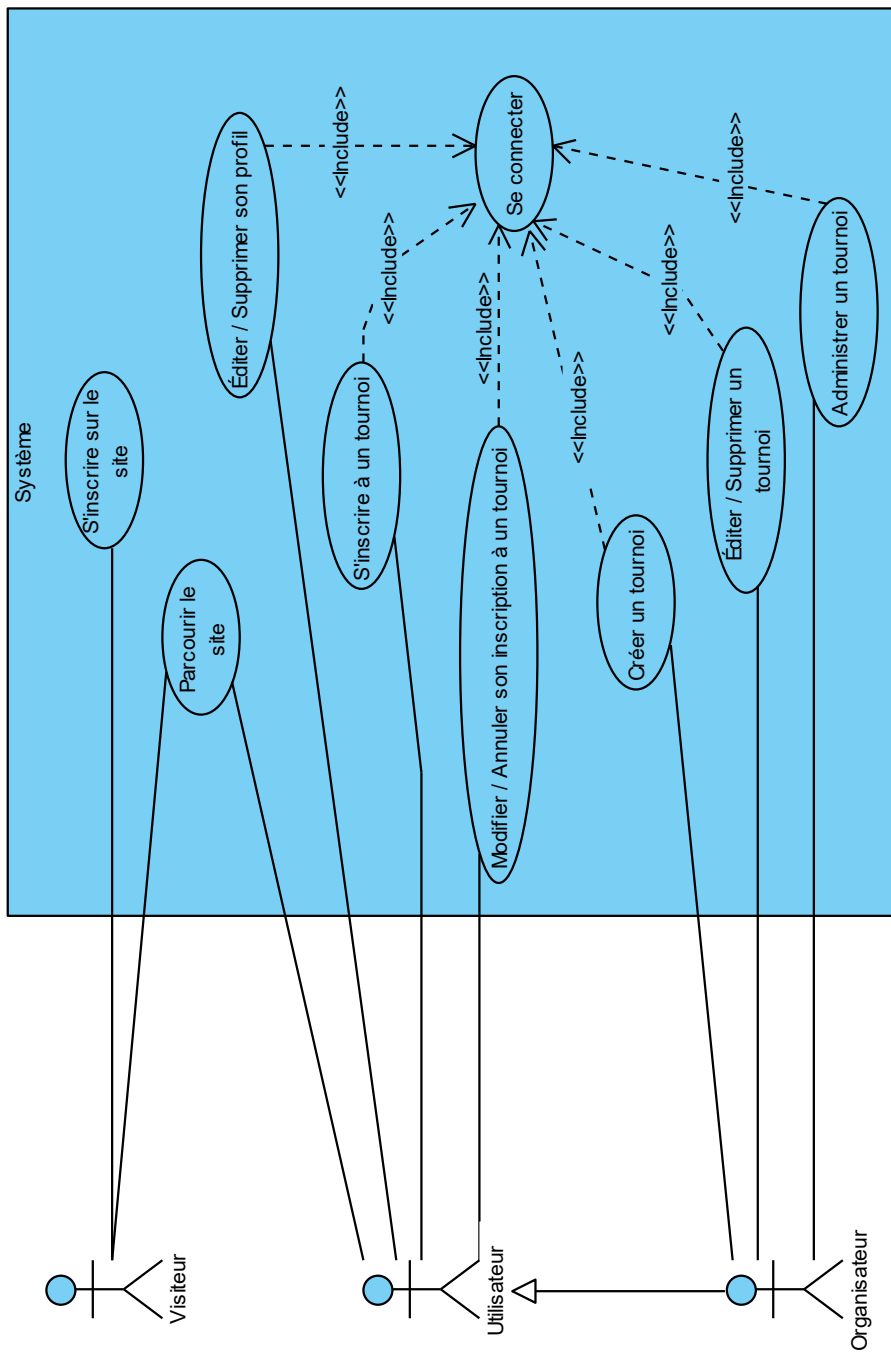 Système
S'inscrire sur le
site
Parcourir le
site
Éditer / Supprimer son profil
<<Include>>
S'inscrire à un tournoi
<<Include>>
Se connecter
Modifier / Annuler son inscription à un tournoi
<<Include>>
Créer un tournoi
<<Include>>
Éditer / Supprimer un
tournoi
<<Include>>
Administrer un tournoi
<<Include>>
Visiteur
Utilisateur
Organisateur